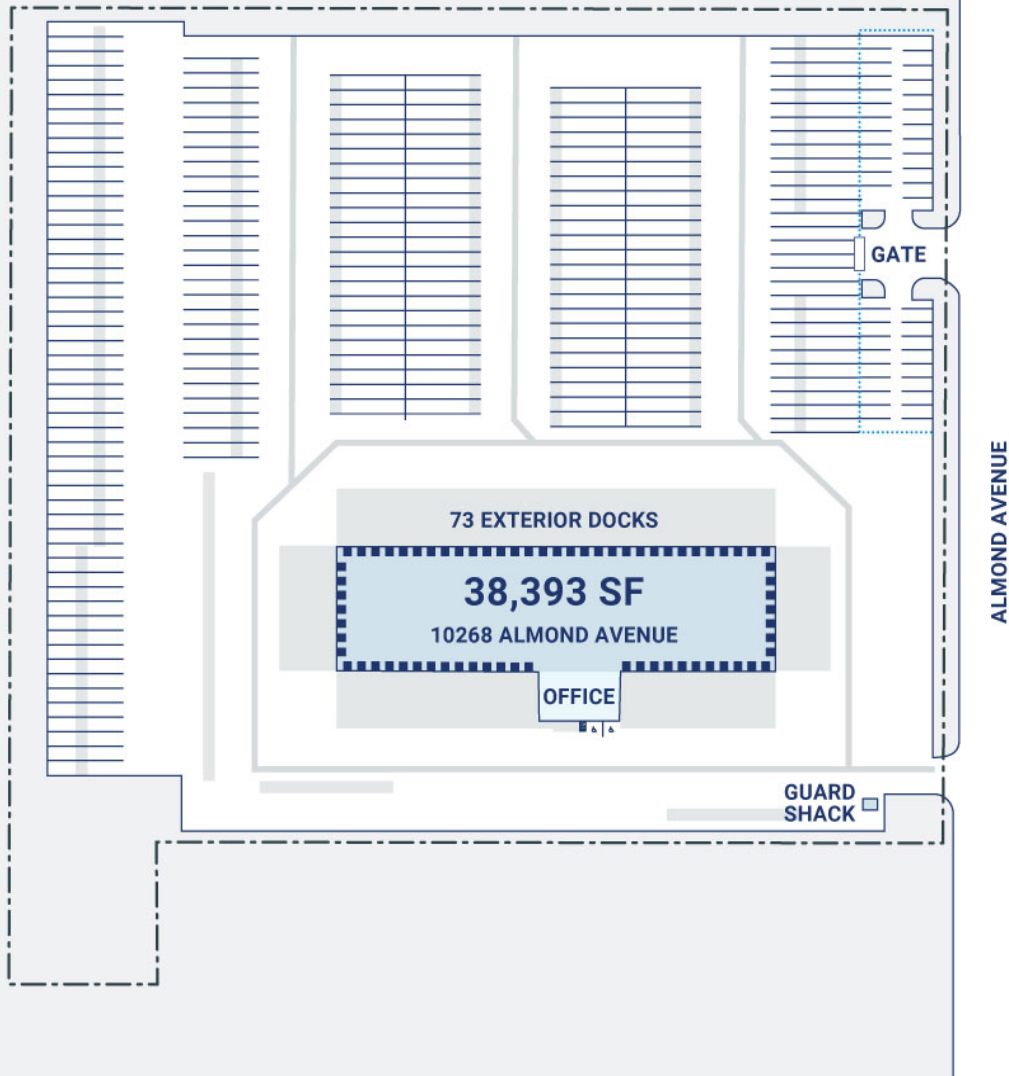 GATE
ALMOND AVENUE
73 EXTERIOR DOCKS
38,393 SF
10268 ALMOND AVENUE
OFFICE
GUARD
SHACK